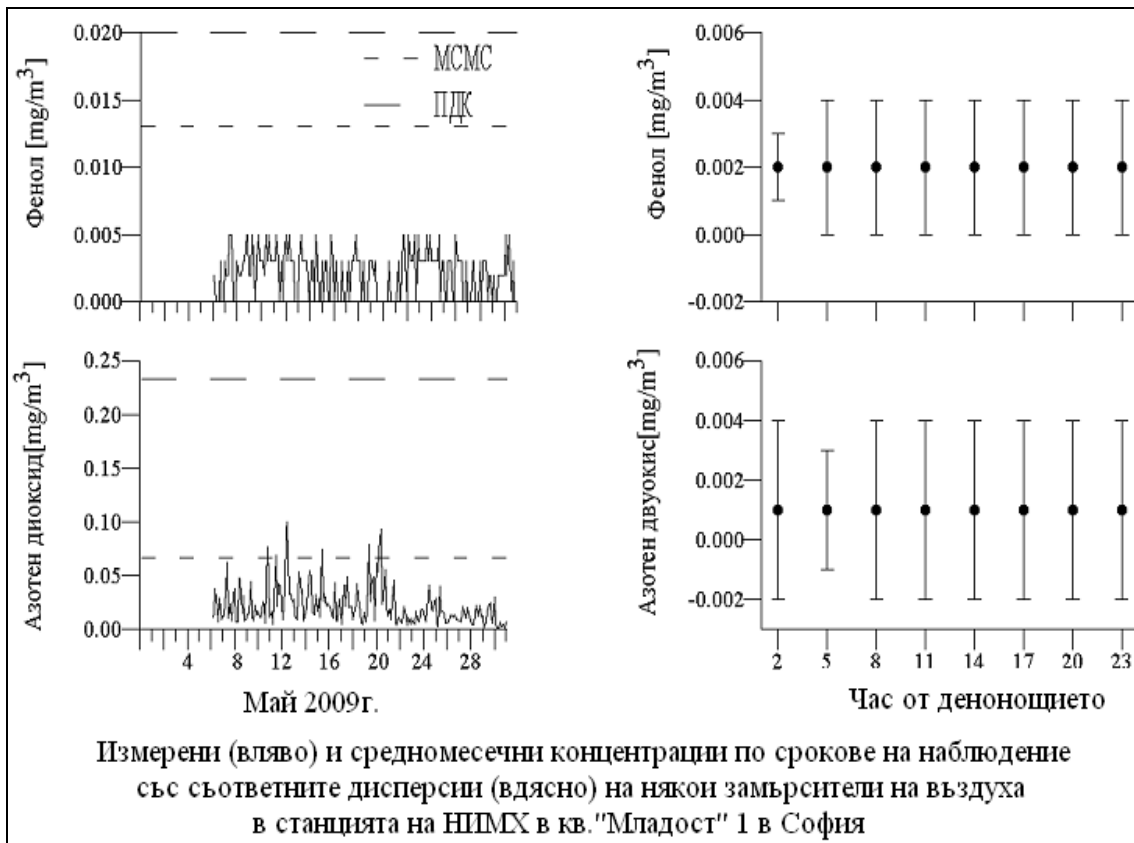 Фенол [mg/m³]
0.020
0.015
0.010
0.005
0.000
МСМС
ПДК
Фенол [mg/m³]
0.006
0.004
0.002
0.000
-0.002
Азотен диоксид[mg/m³]
0.25
0.20
0.15
0.10
0.05
0.00
4 8 12 16 20 24 28
Май 2009г.
Азотен двуокис[mg/m³]
0.006
0.004
0.002
0.000
-0.002
2 5 8 11 14 17 20 23
Час от денонощието
Измерени (вляво) и средномесечни концентрации по срокове на наблюдение
със съответните дисперсии (вдясно) на някои замърсители на въздуха
в станцията на НИМХ в кв."Младост" 1 в София